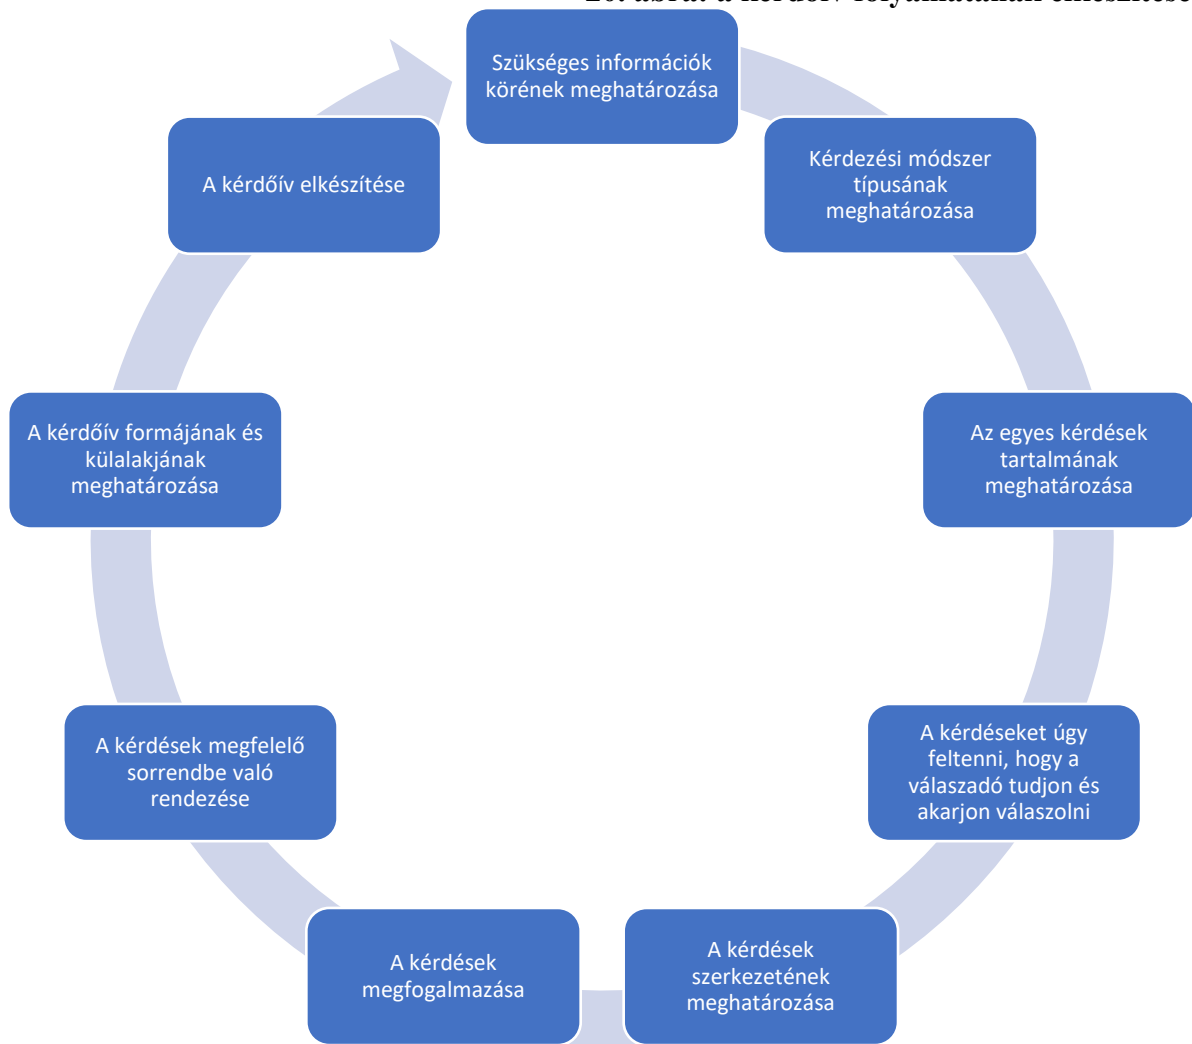 Szükséges információk
körének meghatározása
Kérdezési módszer
típusának
meghatározása
Az egyes kérdések
tartalmának
meghatározása
A kérdéseket úgy
feltenni, hogy a
válaszadó tudjon és
akarjon válaszolni
A kérdések
szerkezetének
meghatározása
A kérdések
megfogalmazása
A kérdések megfelelő
sorrendbe való
rendezése
A kérdőív formájának és
külalakjának
meghatározása
A kérdőív elkészítése